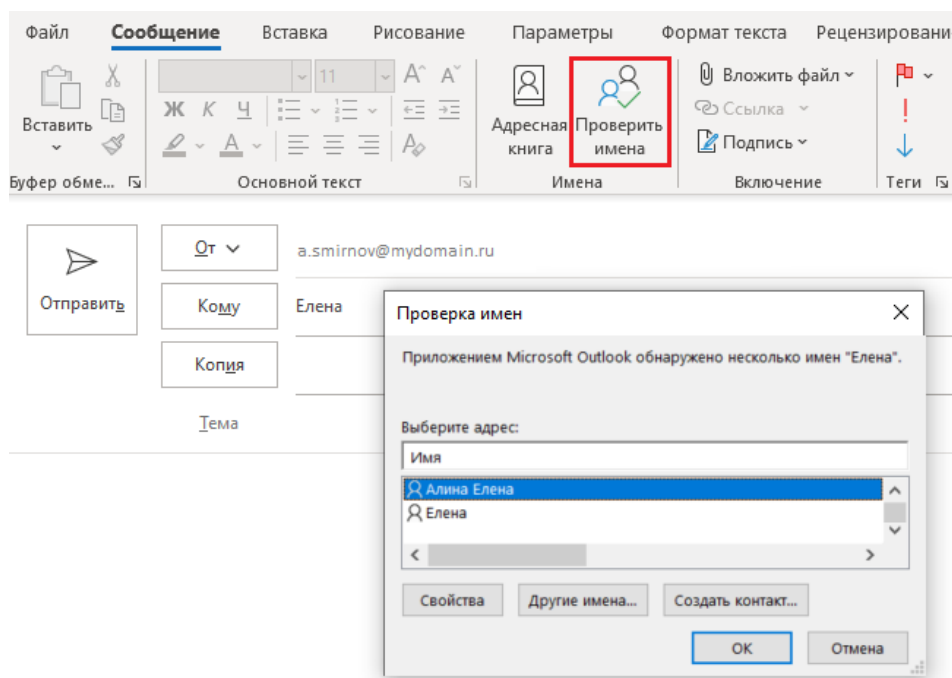 Файл Сообщение Вставка Рисование Параметры Формат текста Рецензировани
11 А А
Вставить
Ж К Ч
А
А
Адресная книга
Проверить имена
Вложить файл
Ссылка
Подпись
Буфер обме... Основной текст Имена Включение Теги
Отправить
От a.smirnov@mydomain.ru
Кому Елена
Копия
Тема
Проверка имен
Приложением Microsoft Outlook обнаружено несколько имен "Елена".
Выберите адрес:
Имя
Алина Елена
Елена
Свойства Другие имена... Создать контакт...
ОК Отмена